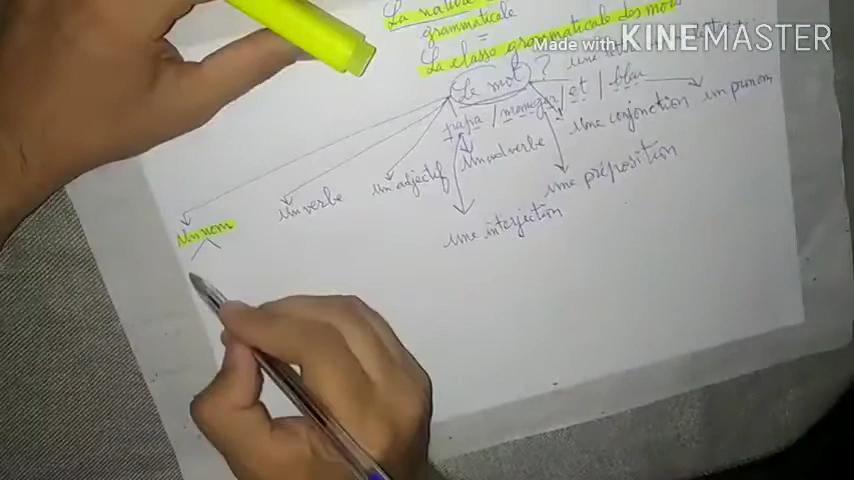 La nature
grammaticale
=
La classe grammaticale des mots
Made with KINEMASTER
Le mot ? une
papa / manger / et / bleu
un nom
un verbe
un adjectif
un adverbe
une conjonction
un pronom
une préposition
une interjection